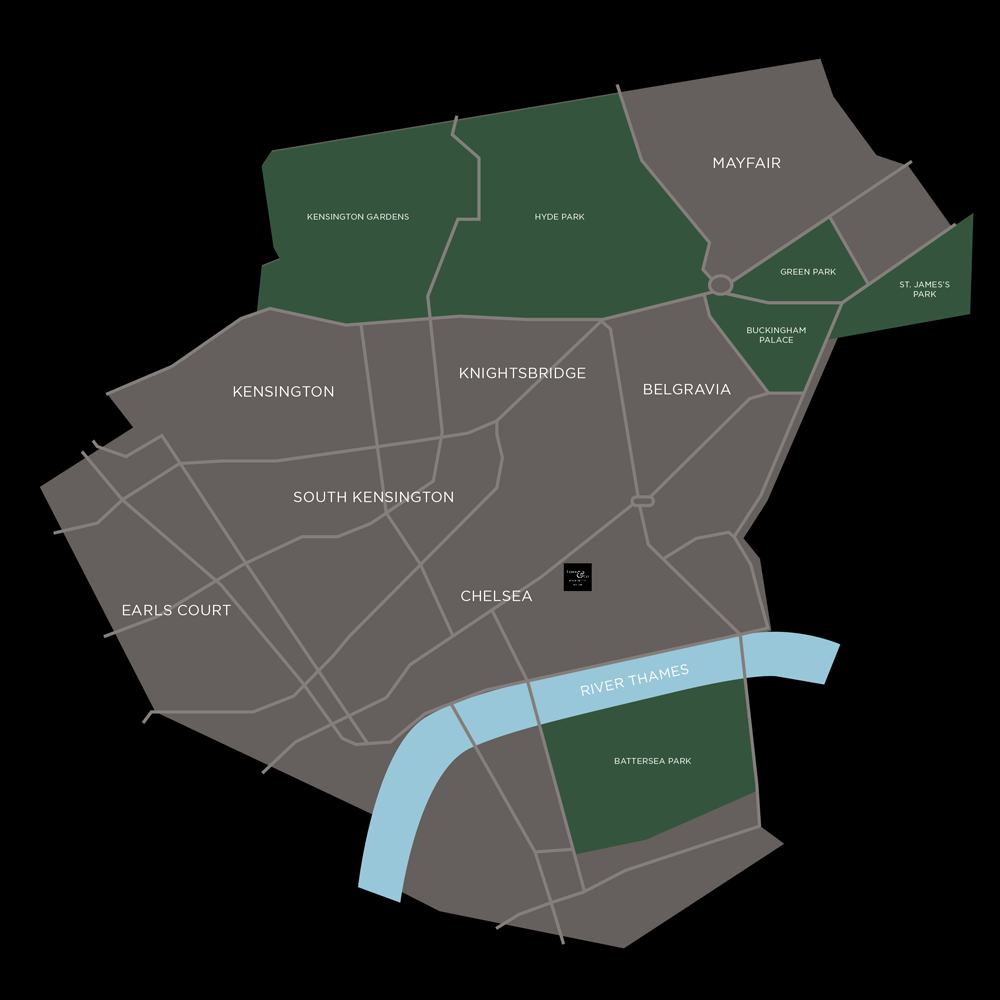 MAYFAIR
KENSINGTON GARDENS
HYDE PARK
GREEN PARK
ST. JAMES'S
PARK
BUCKINGHAM
PALACE
KNIGHTSBRIDGE
KENSINGTON
BELGRAVIA
SOUTH KENSINGTON
CHELSEA
EARLS COURT
RIVER THAMES
BATTERSEA PARK